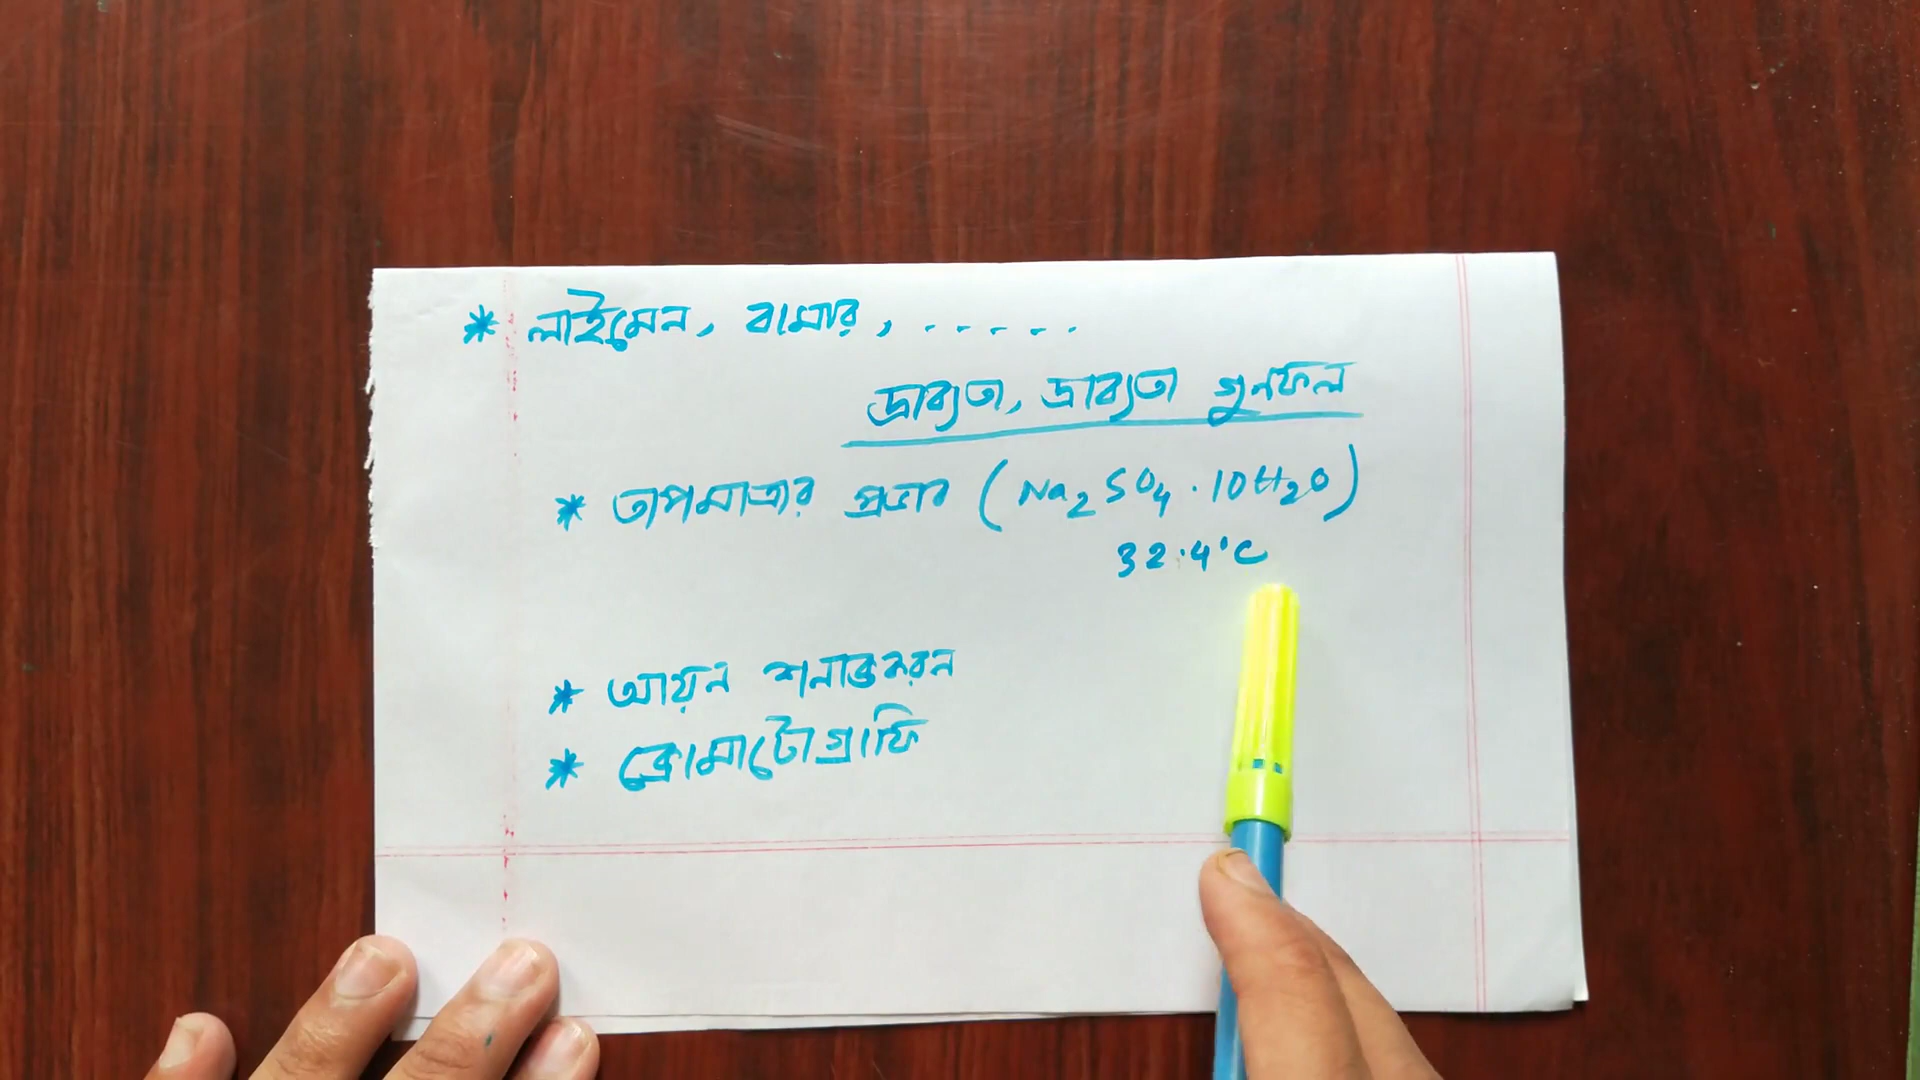 * লাইমেন, বামার, . . . . .
দ্রাব্যতা, দ্রাব্যতা গুনফল
* তাপমাত্রার প্রভাব (Na₂SO₄·10H₂O)
32.4°C
* আয়ন শনাক্তকরন
* ক্রোমাটোগ্রাফি